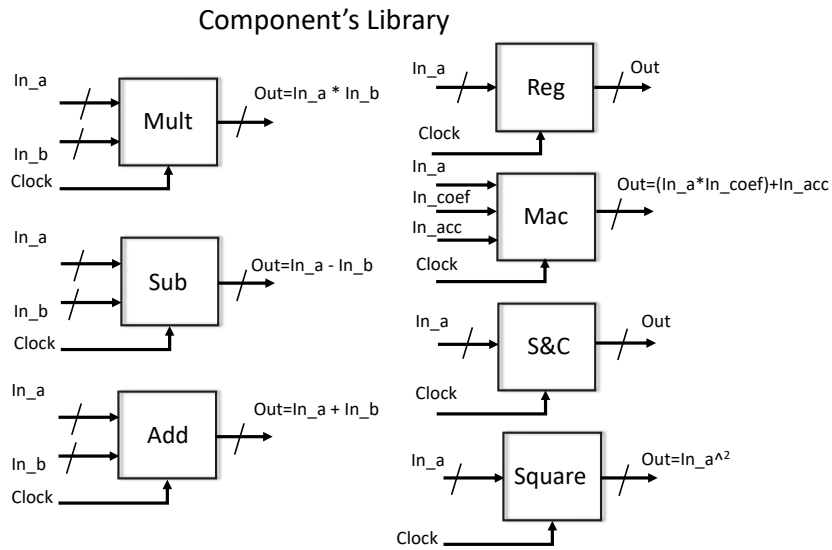 Component's Library
In_a
Mult
Out=In_a * In_b
In_b
Clock
In_a
Sub
Out=In_a - In_b
In_b
Clock
In_a
Add
Out=In_a + In_b
In_b
Clock
In_a
Reg
Out
Clock
In_a
In_coef
Mac
Out=(In_a*In_coef)+In_acc
In_acc
Clock
In_a
S&C
Out
Clock
In_a
Square
Out=In_a^2
Clock